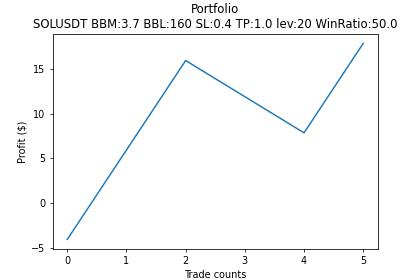 Portfolio
SOLUSDT BBM:3.7 BBL:160 SL:0.4 TP:1.0 lev:20 WinRatio:50.0
15
10
5
0
−5
Profit ($)
0 1 2 3 4 5
Trade counts